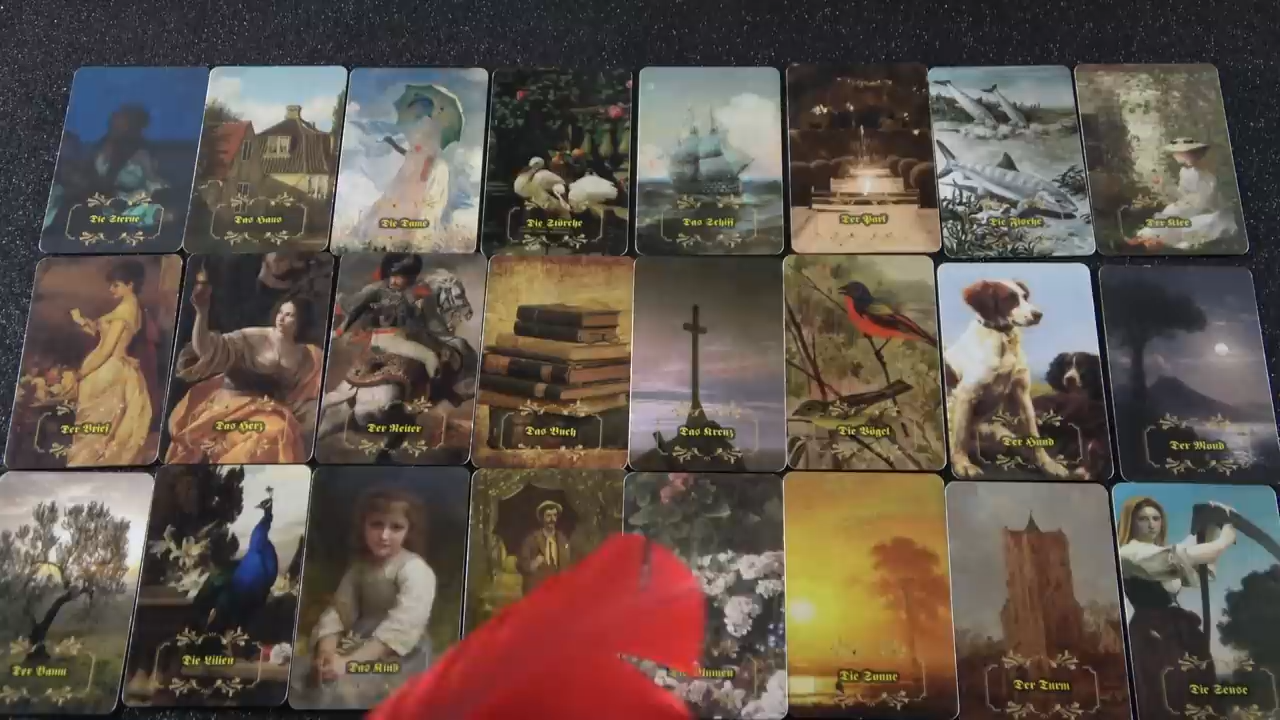 Die Sterne
Das Haus
Die Dame
Die Störche
Das Schiff
Der Park
Die Fische
Der Klee
Der Brief
Das Herz
Der Reiter
Das Buch
Das Kreuz
Die Vögel
Der Hund
Der Mond
Der Baum
Die Lilien
Das Kind
Die Sonne
Der Turm
Die Sense